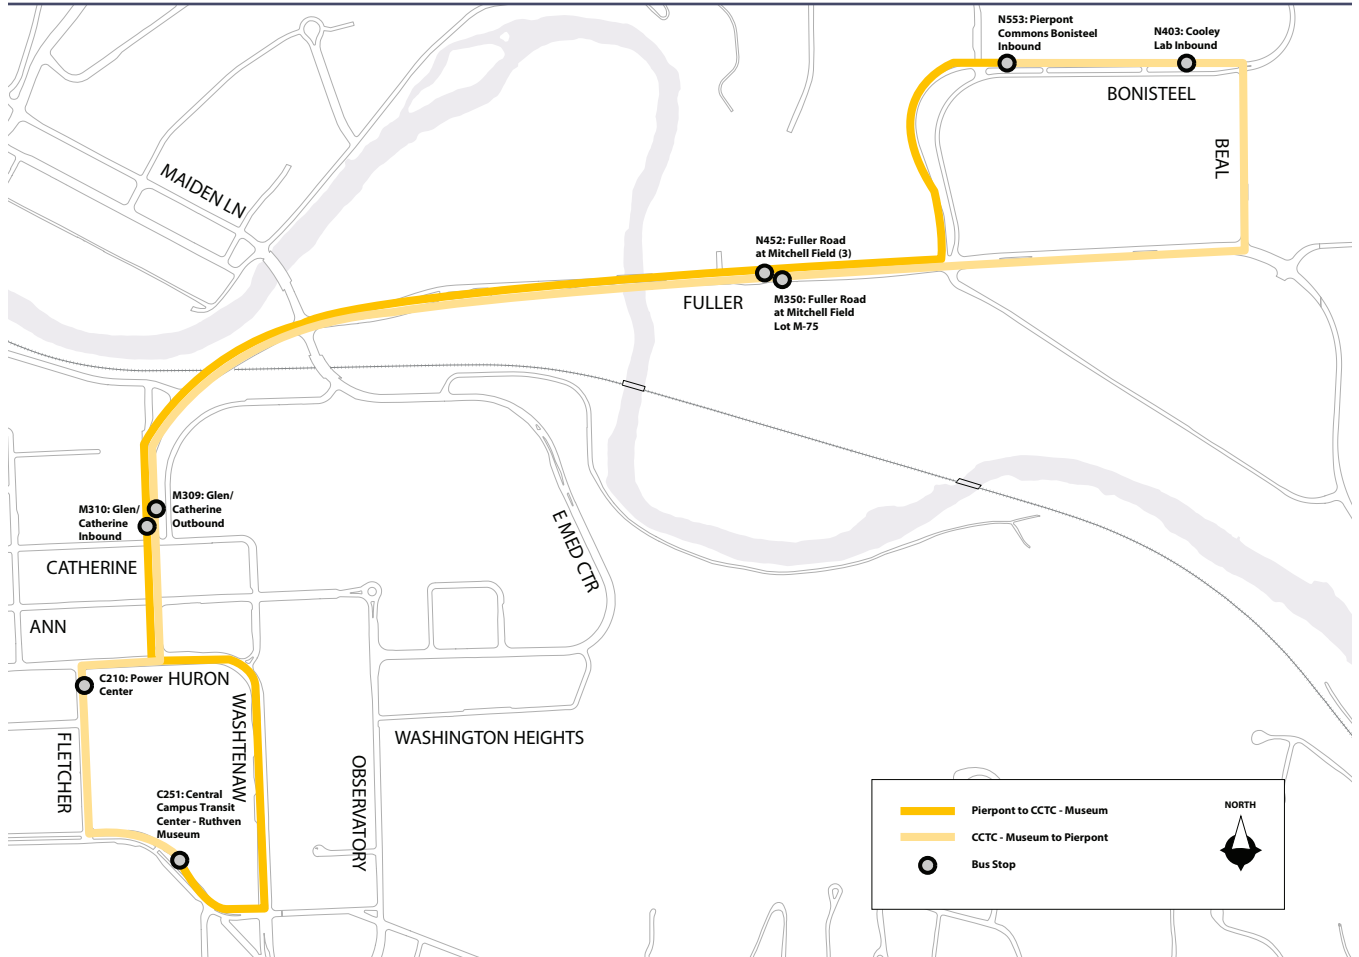 N553: Pierpont
Commons Bonisteel
Inbound
N403: Cooley
Lab Inbound
BONISTEEL
BEAL
MAIDEN LN
N452: Fuller Road
at Mitchell Field (3)
FULLER
M350: Fuller Road
at Mitchell Field
Lot M-75
M309: Glen/
Catherine
Outbound
M310: Glen/
Catherine
Inbound
CATHERINE
E MED CTR
ANN
C210: Power
Center
HURON
WASHTENAW
FLETCHER
WASHINGTON HEIGHTS
OBSERVATORY
C251: Central
Campus Transit
Center - Ruthven
Museum
Pierpont to CCTC - Museum
CCTC - Museum to Pierpont
Bus Stop
NORTH